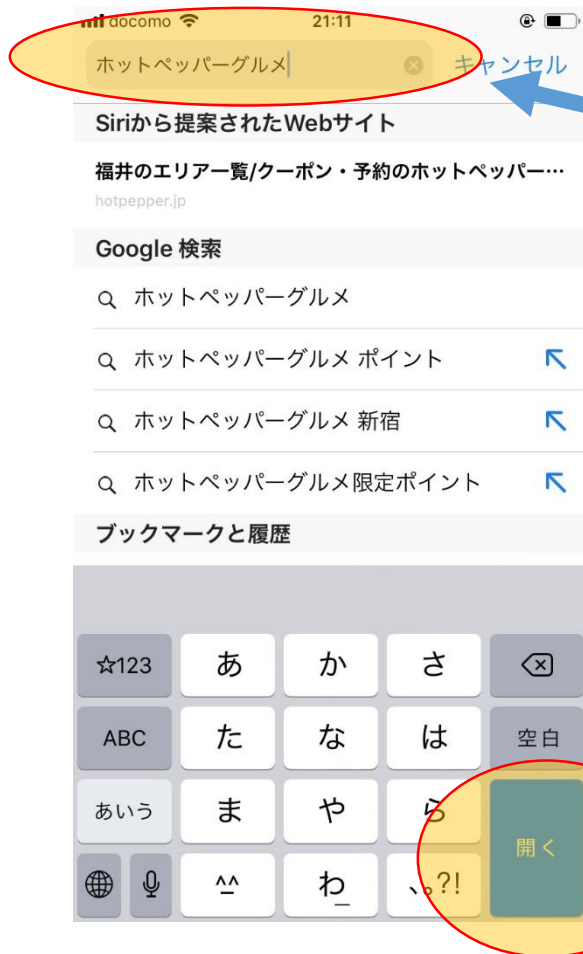 docomo 21:11
ホットペッパーグルメ キャンセル
Siriから提案されたWebサイト
福井のエリア一覧/クーポン・予約のホットペッパー…
hotpepper.jp
Google 検索
ホットペッパーグルメ
ホットペッパーグルメ ポイント
ホットペッパーグルメ 新宿
ホットペッパーグルメ限定ポイント
ブックマークと履歴
☆123 あ か さ
ABC た な は 空白
あいう ま や ら 開く
^^ わ 、。?!